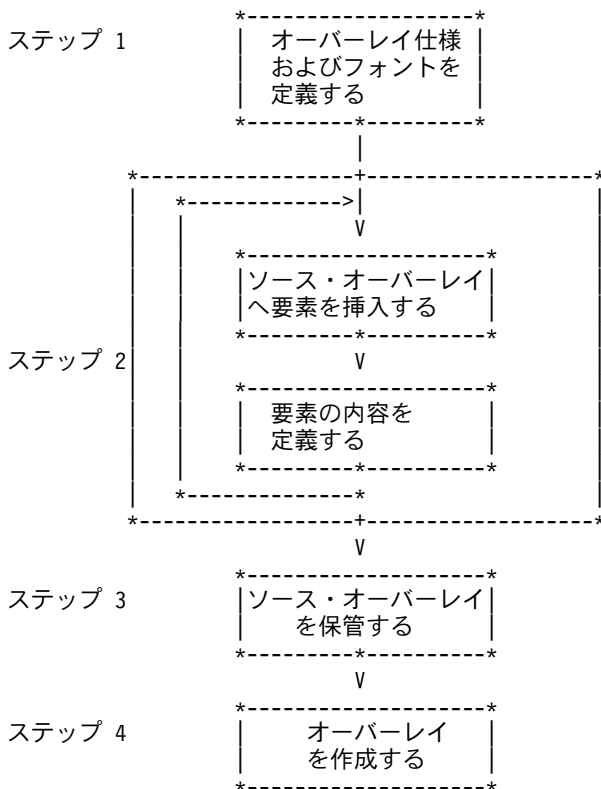 ステップ 1
オーバーレイ仕様
およびフォントを
定義する
ソース・オーバーレイ
へ要素を挿入する
ステップ 2
要素の内容を
定義する
ステップ 3
ソース・オーバーレイ
を保管する
ステップ 4
オーバーレイ
を作成する